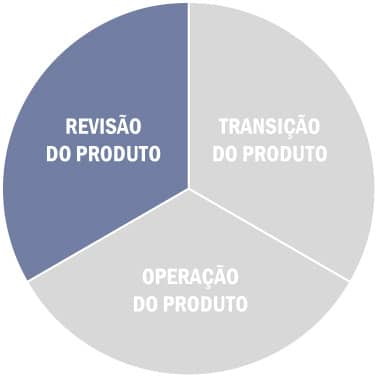 REVISÃO
DO PRODUTO
TRANSIÇÃO
DO PRODUTO
OPERAÇÃO
DO PRODUTO